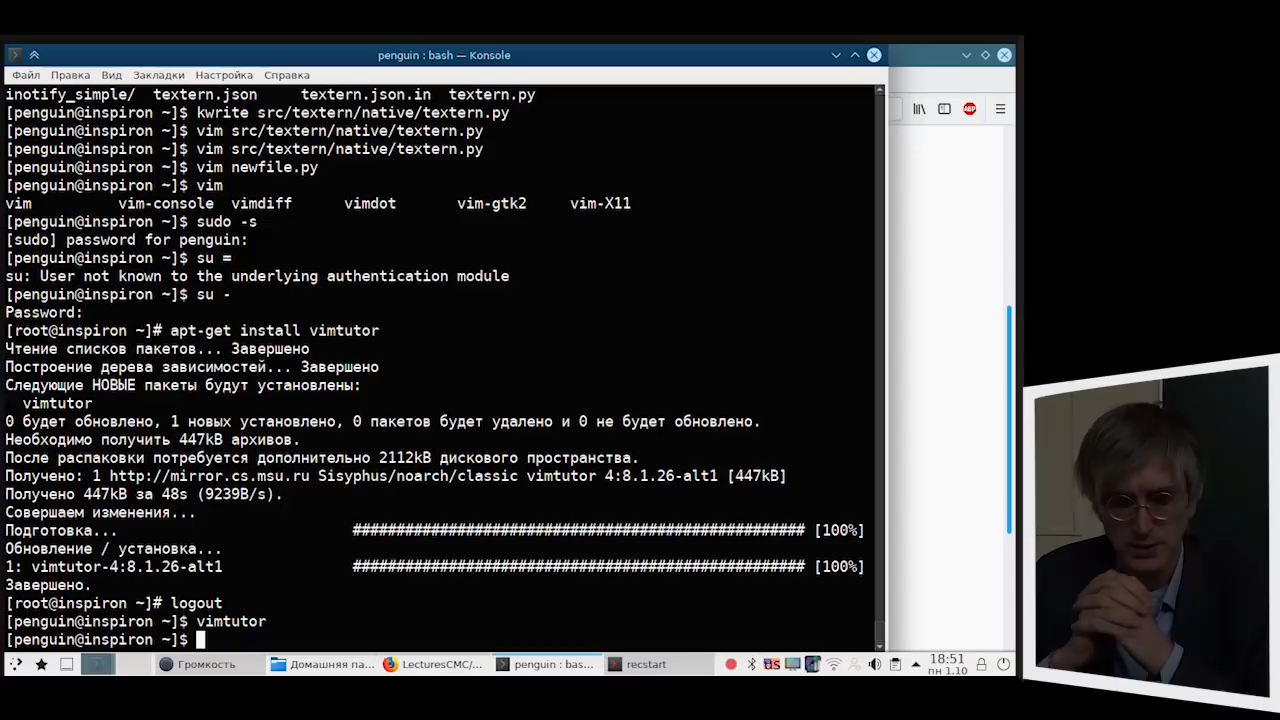 penguin : bash — Konsole
Файл Правка Вид Закладки Настройка Справка
inotify_simple/ textern.json textern.json.in textern.py
[penguin@inspiron ~]$ kwrite src/textern/native/textern.py
[penguin@inspiron ~]$ vim src/textern/native/textern.py
[penguin@inspiron ~]$ vim src/textern/native/textern.py
[penguin@inspiron ~]$ vim newfile.py
[penguin@inspiron ~]$ vim
vim vim-console vimdiff vimdot vim-gtk2 vim-X11
[penguin@inspiron ~]$ sudo -s
[sudo] password for penguin:
[penguin@inspiron ~]$ su =
su: User not known to the underlying authentication module
[penguin@inspiron ~]$ su -
Password:
[root@inspiron ~]# apt-get install vimtutor
Чтение списков пакетов... Завершено
Построение дерева зависимостей... Завершено
Следующие НОВЫЕ пакеты будут установлены:
vimtutor
0 будет обновлено, 1 новых установлено, 0 пакетов будет удалено и 0 не будет обновлено.
Необходимо получить 447kB архивов.
После распаковки потребуется дополнительно 2112kB дискового пространства.
Получено: 1 http://mirror.cs.msu.ru Sisyphus/noarch/classic vimtutor 4:8.1.26-alt1 [447kB]
Получено 447kB за 48s (9239B/s).
Совершаем изменения...
Подготовка... ######################################## [100%]
Обновление / установка...
1: vimtutor-4:8.1.26-alt1 ######################################## [100%]
Завершено.
[root@inspiron ~]# logout
[penguin@inspiron ~]$ vimtutor
[penguin@inspiron ~]$
Громкость Домашняя па... LecturesCMC/... penguin : bas... recstart US 18:51
пн 1.10
ABP